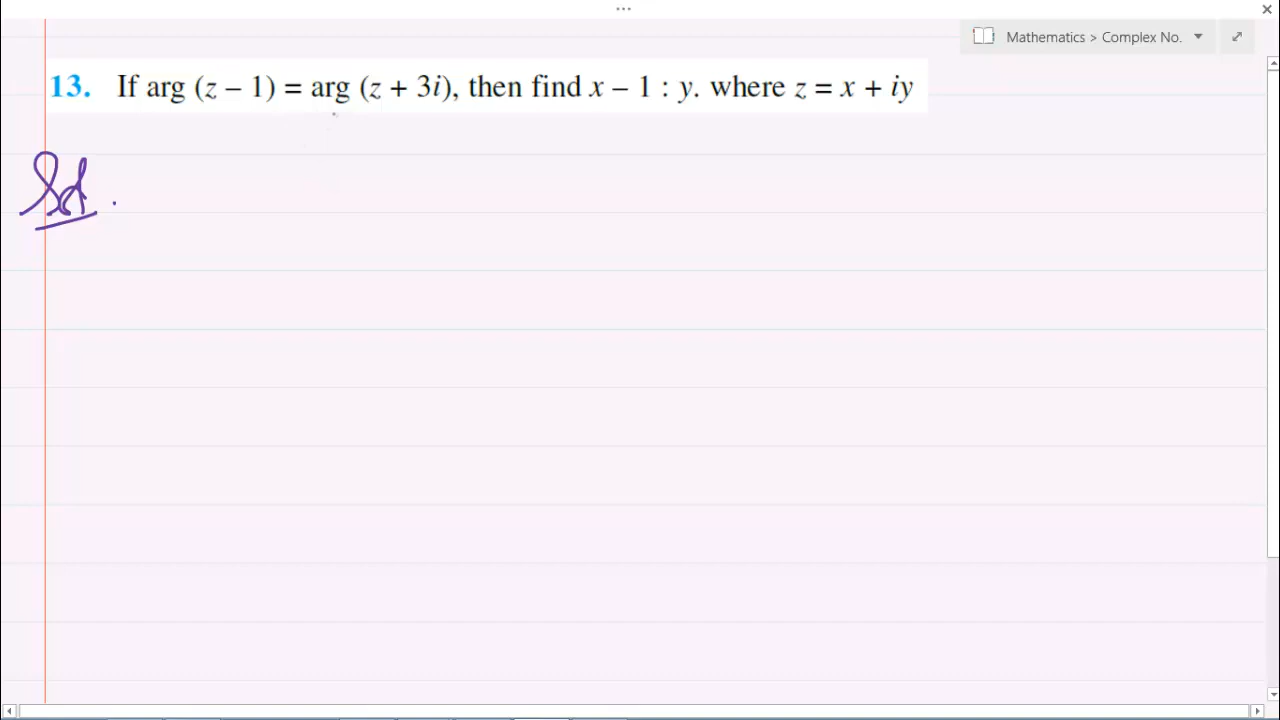 Mathematics > Complex No.
13. If arg (z – 1) = arg (z + 3i), then find x – 1 : y. where z = x + iy
Sol.